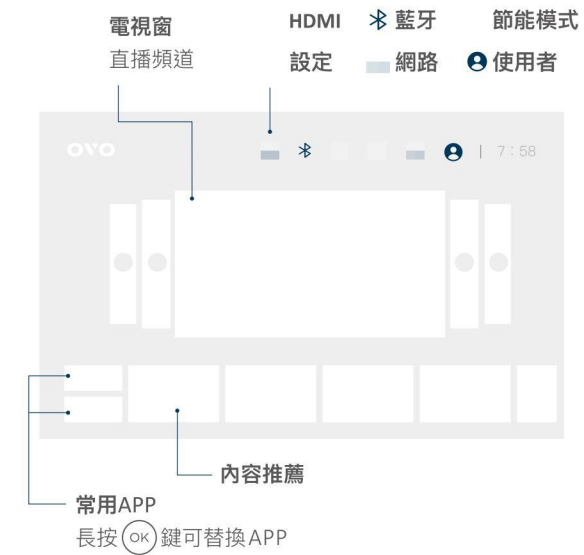 電視窗
直播頻道
HDMI 藍牙 節能模式
設定 網路 使用者
OVO
7:58
內容推薦
常用APP
長按 OK 鍵可替換APP